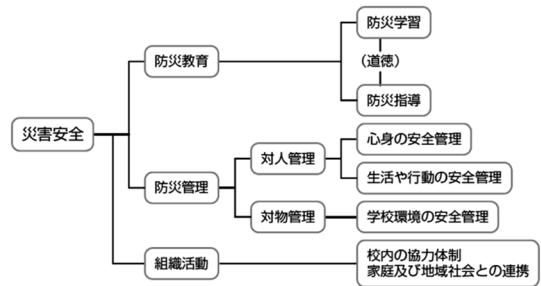 災害安全
防災教育
防災学習
(道徳)
防災指導
防災管理
対人管理
心身の安全管理
生活や行動の安全管理
対物管理
学校環境の安全管理
組織活動
校内の協力体制
家庭及び地域社会との連携